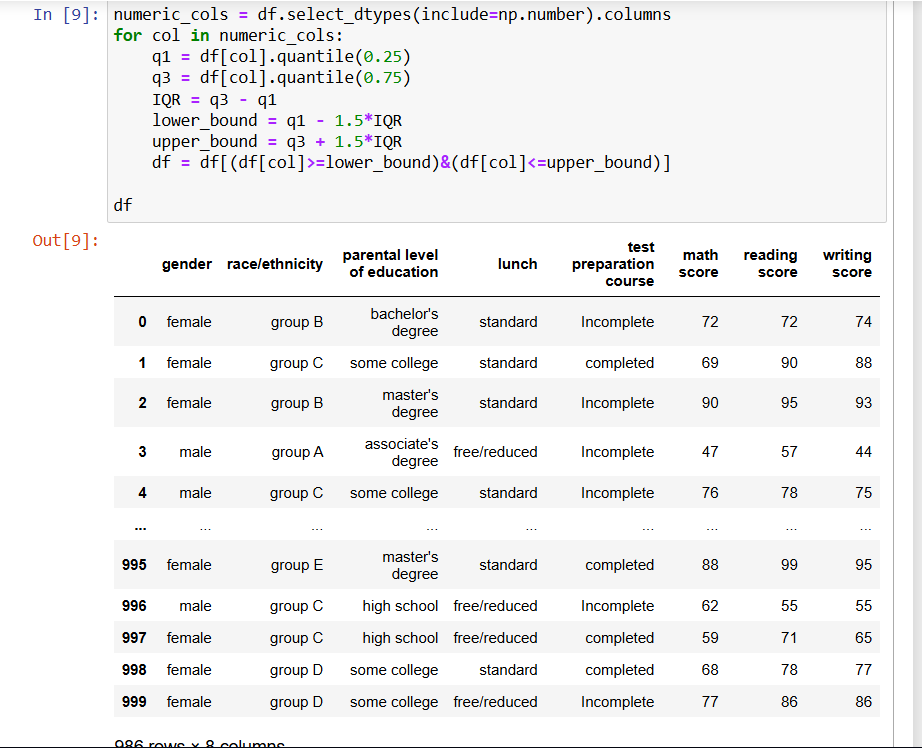 In [9]: numeric_cols = df.select_dtypes(include=np.number).columns
for col in numeric_cols:
    q1 = df[col].quantile(0.25)
    q3 = df[col].quantile(0.75)
    IQR = q3 - q1
    lower_bound = q1 - 1.5*IQR
    upper_bound = q3 + 1.5*IQR
    df = df[(df[col]>=lower_bound)&(df[col]<=upper_bound)]
df
Out[9]:
gender race/ethnicity parental level of education lunch test preparation course math score reading score writing score
0 female group B bachelor's degree standard Incomplete 72 72 74
1 female group C some college standard completed 69 90 88
2 female group B master's degree standard Incomplete 90 95 93
3 male group A associate's degree free/reduced Incomplete 47 57 44
4 male group C some college standard Incomplete 76 78 75
... ... ... ... ... ... ... ... ...
995 female group E master's degree standard completed 88 99 95
996 male group C high school free/reduced Incomplete 62 55 55
997 female group C high school free/reduced completed 59 71 65
998 female group D some college standard completed 68 78 77
999 female group D some college free/reduced Incomplete 77 86 86
986 rows × 8 columns